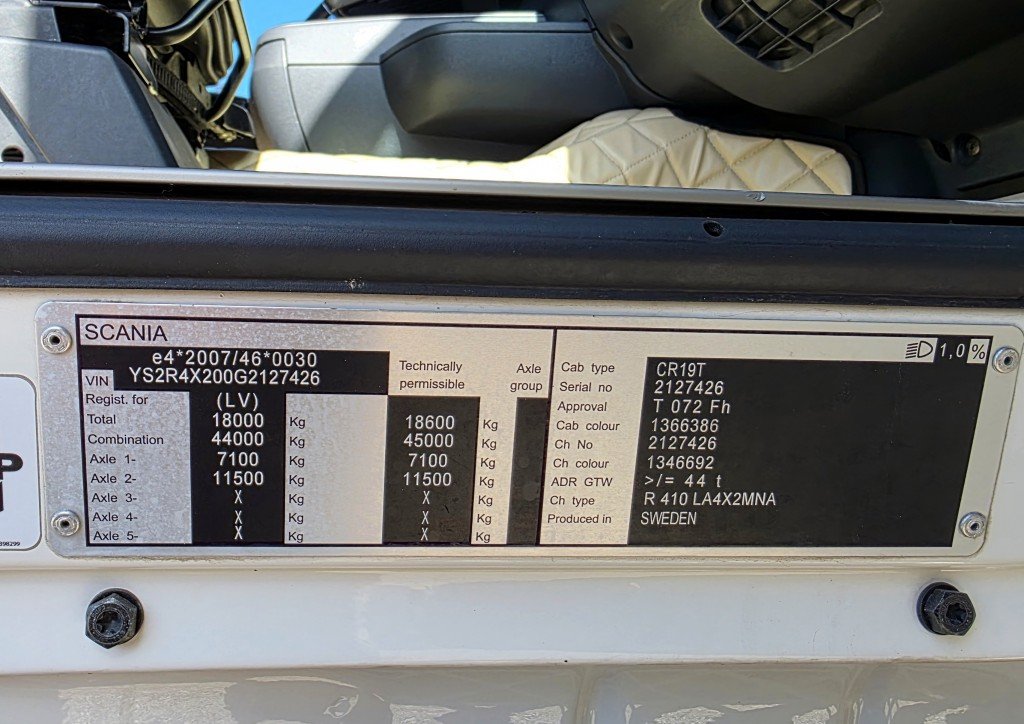 SCANIA
e4*2007/46*0030
VIN YS2R4X200G2127426
Technically permissible
Axle group
Regist. for (LV)
Total 18000 Kg 18600 Kg
Combination 44000 Kg 45000 Kg
Axle 1- 7100 Kg 7100 Kg
Axle 2- 11500 Kg 11500 Kg
Axle 3- X Kg X Kg
Axle 4- X Kg X Kg
Axle 5- X Kg X Kg
1,0 %
Cab type CR19T
Serial no 2127426
Approval T 072 Fh
Cab colour 1366386
Ch No 2127426
Ch colour 1346692
ADR GTW >/= 44 t
Ch type R 410 LA4X2MNA
Produced in SWEDEN